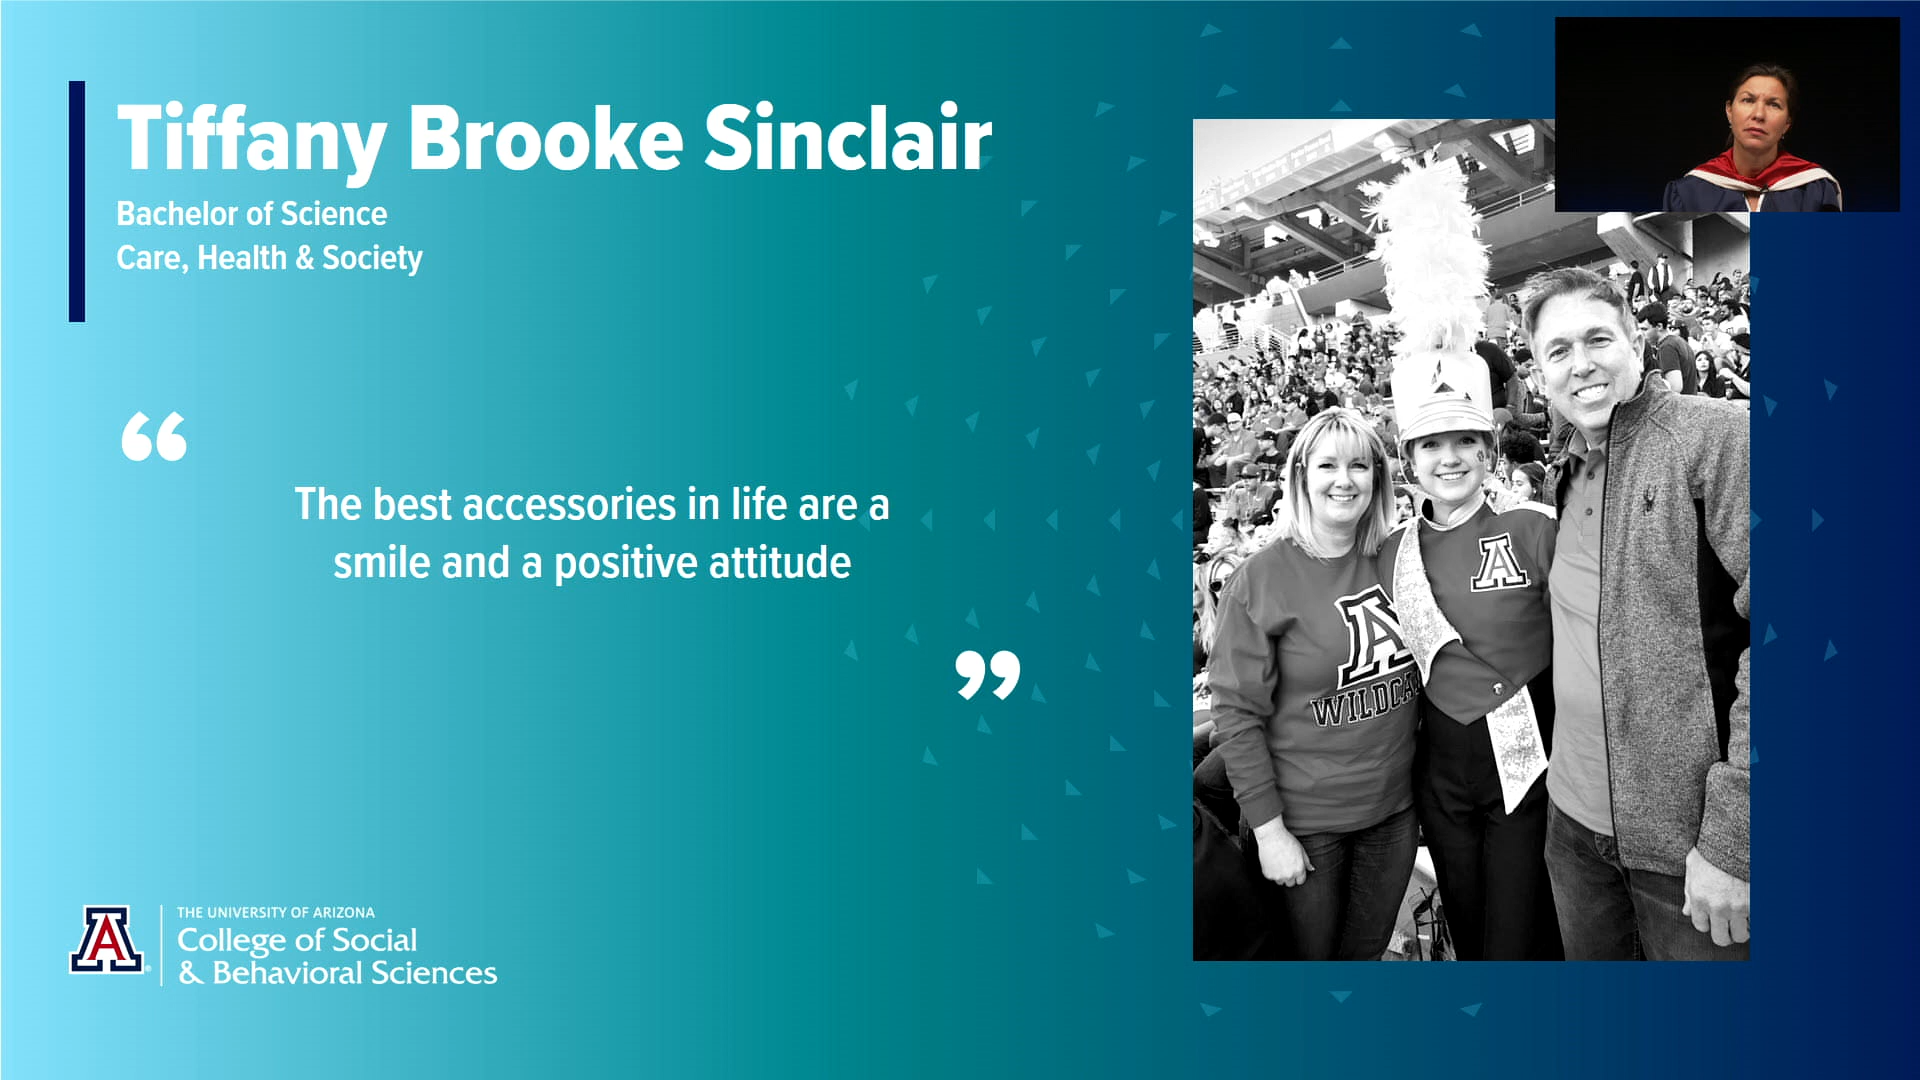 Tiffany Brooke Sinclair
Bachelor of Science
Care, Health & Society
“
The best accessories in life are a
smile and a positive attitude
”
A
WILDCA
A
A
THE UNIVERSITY OF ARIZONA
College of Social
& Behavioral Sciences